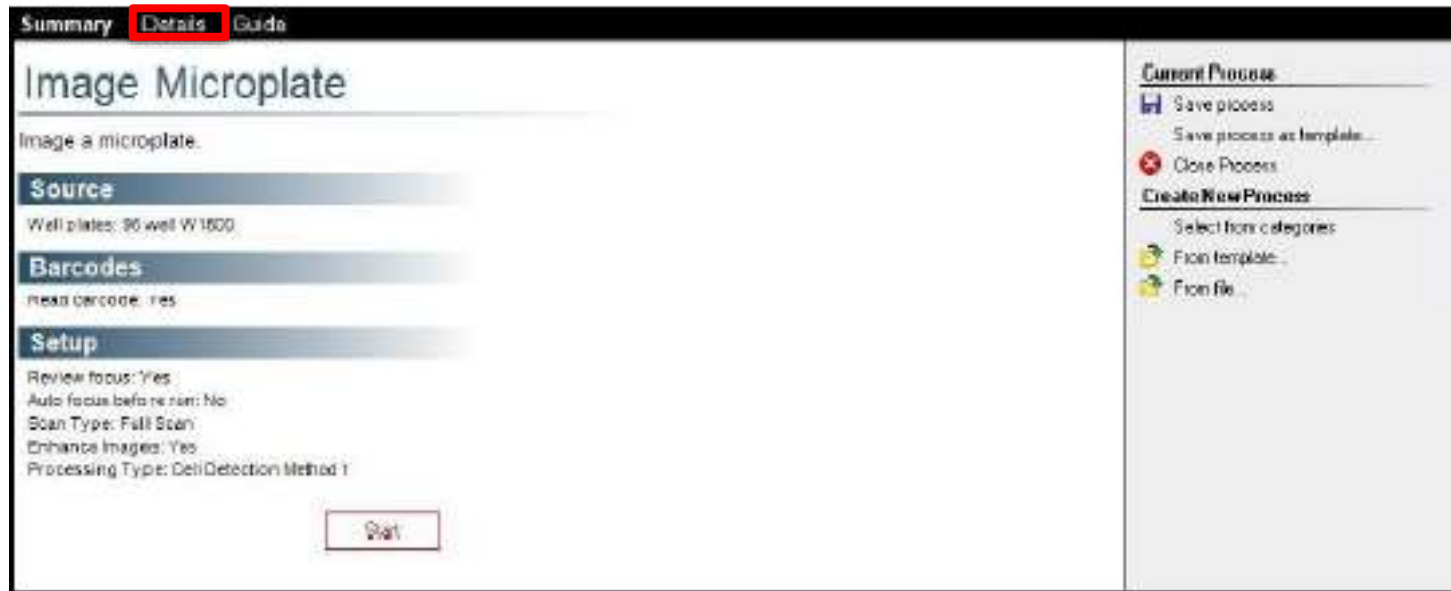 Summary Details Guide
Image Microplate
Image a microplate.
Source
Well plates: 96 well W1600
Barcodes
Read barcode: Yes
Setup
Review focus: Yes
Auto focus before run: No
Scan Type: Full Scan
Enhance Images: Yes
Processing Type: Cell Detection Method 1
Start
Current Process
Save process
Save process as template...
Close Process
Create New Process
Select from categories
From template...
From file...